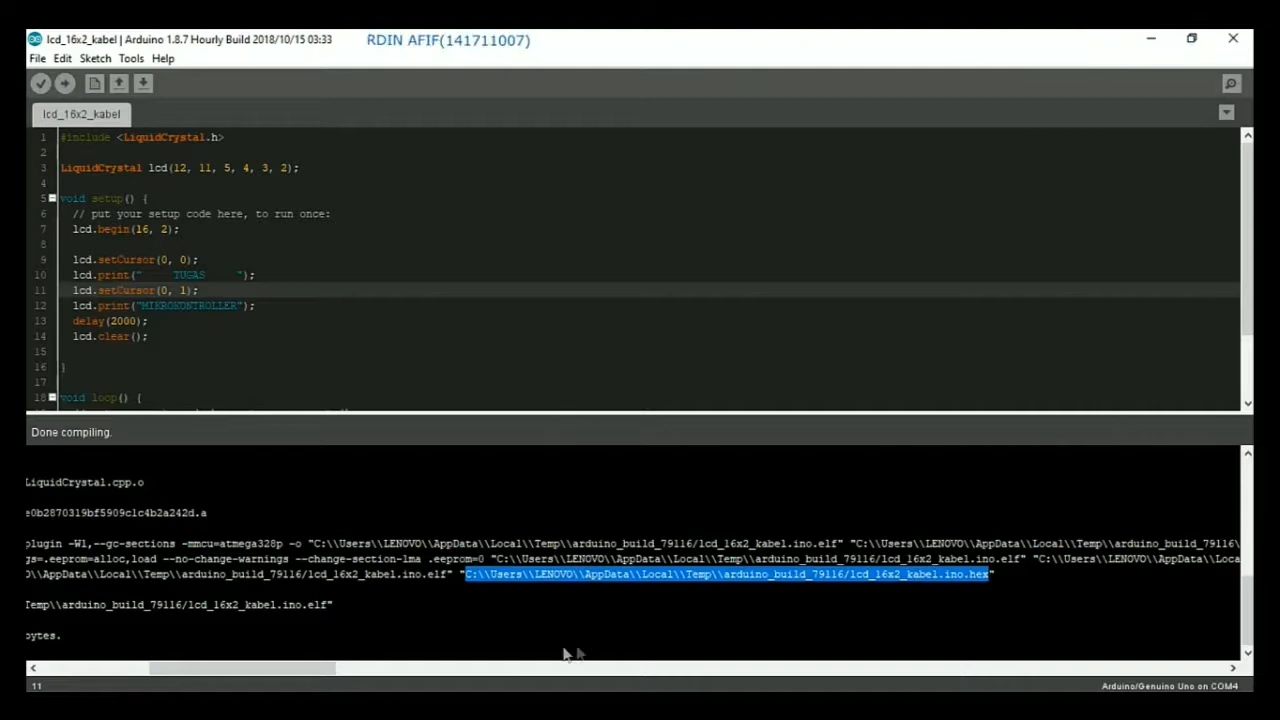 lcd_16x2_kabel | Arduino 1.8.7 Hourly Build 2018/10/15 03:33
RDIN AFIF(141711007)
File Edit Sketch Tools Help
lcd_16x2_kabel
1 #include <LiquidCrystal.h>
2
3 LiquidCrystal lcd(12, 11, 5, 4, 3, 2);
4
5 void setup() {
6 // put your setup code here, to run once:
7 lcd.begin(16, 2);
8
9 lcd.setCursor(0, 0);
10 lcd.print("     TUGAS     ");
11 lcd.setCursor(0, 1);
12 lcd.print("MIKROKONTROLLER");
13 delay(2000);
14 lcd.clear();
15
16 }
17
18 void loop() {
Done compiling.
LiquidCrystal.cpp.o
e0b2870319bf5909c1c4b2a242d.a
plugin -Wl,--gc-sections -mmcu=atmega328p -o "C:\\Users\\LENOVO\\AppData\\Local\\Temp\\arduino_build_79116/lcd_16x2_kabel.ino.elf" "C:\\Users\\LENOVO\\AppData\\Local\\Temp\\arduino_build_79116\
gs=.eeprom=alloc,load --no-change-warnings --change-section-lma .eeprom=0 "C:\\Users\\LENOVO\\AppData\\Local\\Temp\\arduino_build_79116/lcd_16x2_kabel.ino.elf" "C:\\Users\\LENOVO\\AppData\\Loca
O\\AppData\\Local\\Temp\\arduino_build_79116/lcd_16x2_kabel.ino.elf" "C:\\Users\\LENOVO\\AppData\\Local\\Temp\\arduino_build_79116/lcd_16x2_kabel.ino.hex"
Temp\\arduino_build_79116/lcd_16x2_kabel.ino.elf"
bytes.
11
Arduino/Genuino Uno on COM4